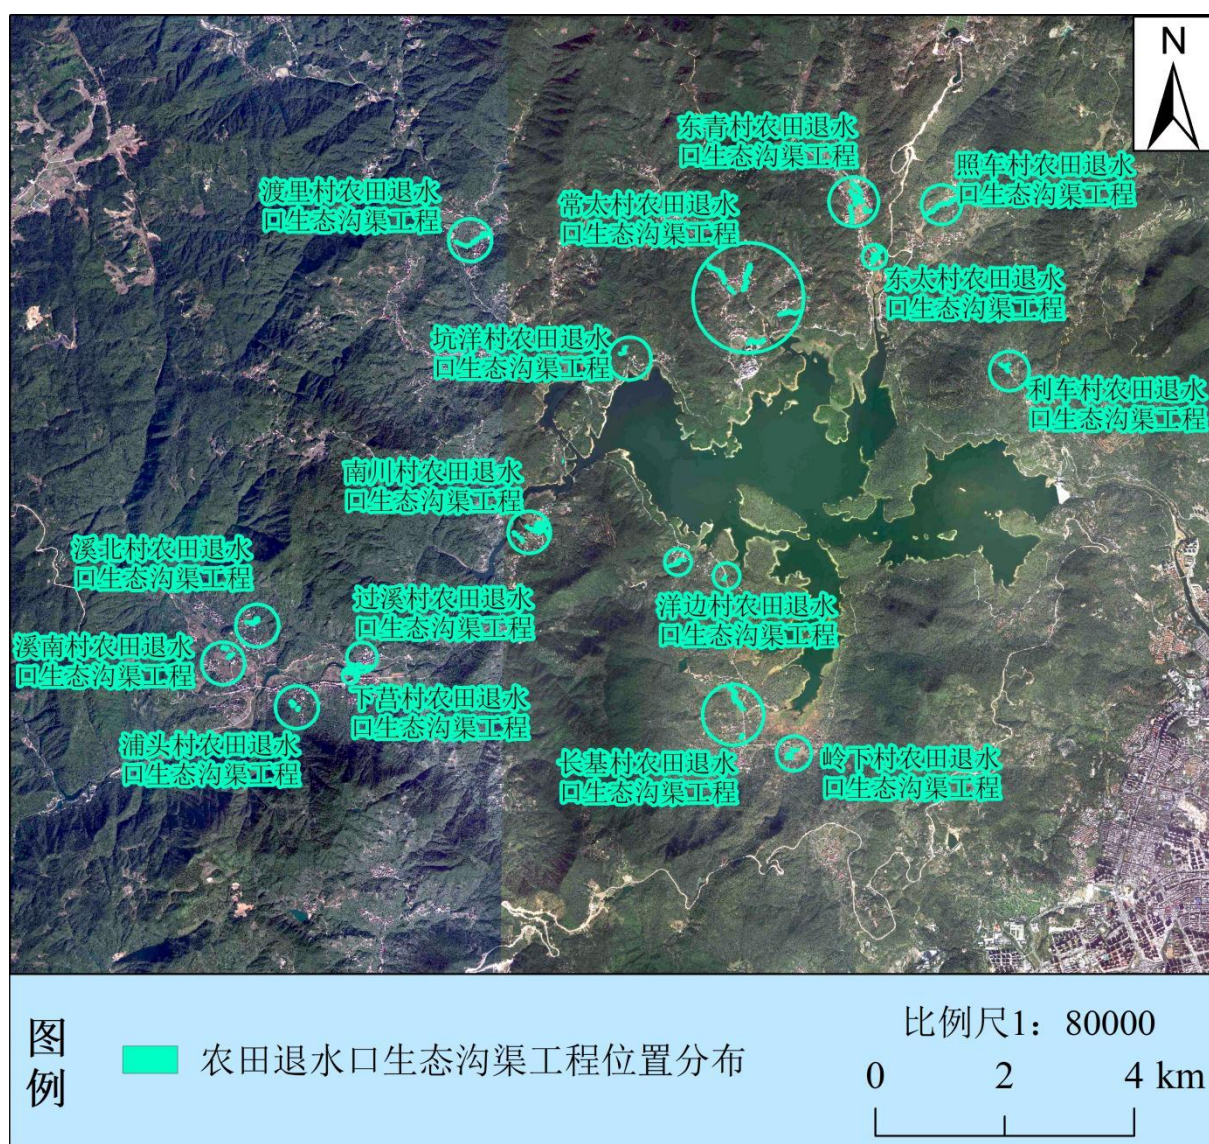 N
东青村农田退水
口生态沟渠工程
照车村农田退水
口生态沟渠工程
渡里村农田退水
口生态沟渠工程
常太村农田退水
口生态沟渠工程
东太村农田退水
口生态沟渠工程
坑洋村农田退水
口生态沟渠工程
利车村农田退水
口生态沟渠工程
南川村农田退水
口生态沟渠工程
溪北村农田退水
口生态沟渠工程
过溪村农田退水
口生态沟渠工程
洋边村农田退水
口生态沟渠工程
溪南村农田退水
口生态沟渠工程
下莒村农田退水
口生态沟渠工程
浦头村农田退水
口生态沟渠工程
长基村农田退水
口生态沟渠工程
岭下村农田退水
口生态沟渠工程
图例
农田退水口生态沟渠工程位置分布
比例尺1：80000
0 2 4 km